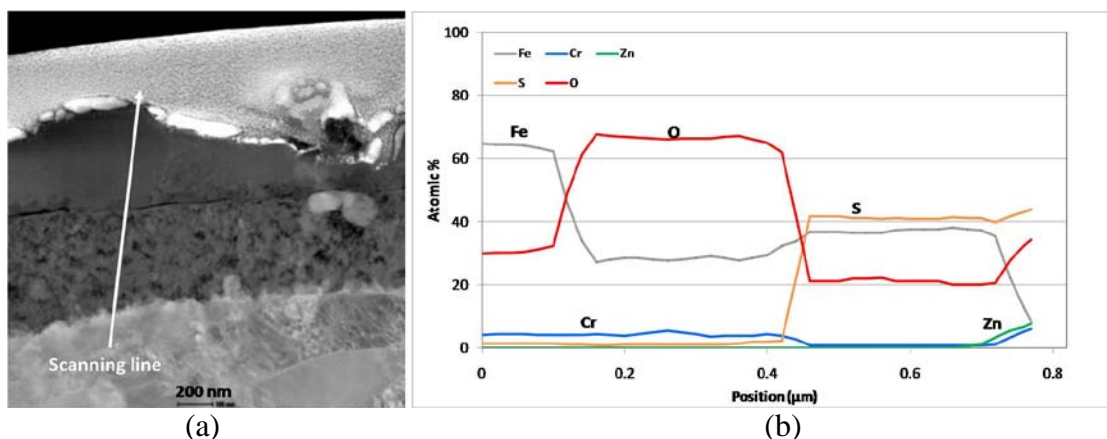 Scanning line
200 nm
(a)
100
80
60
40
20
0
Atomic %
Fe Cr Zn
S O
Fe
O
S
Cr
Zn
0 0.2 0.4 0.6 0.8
Position (µm)
(b)